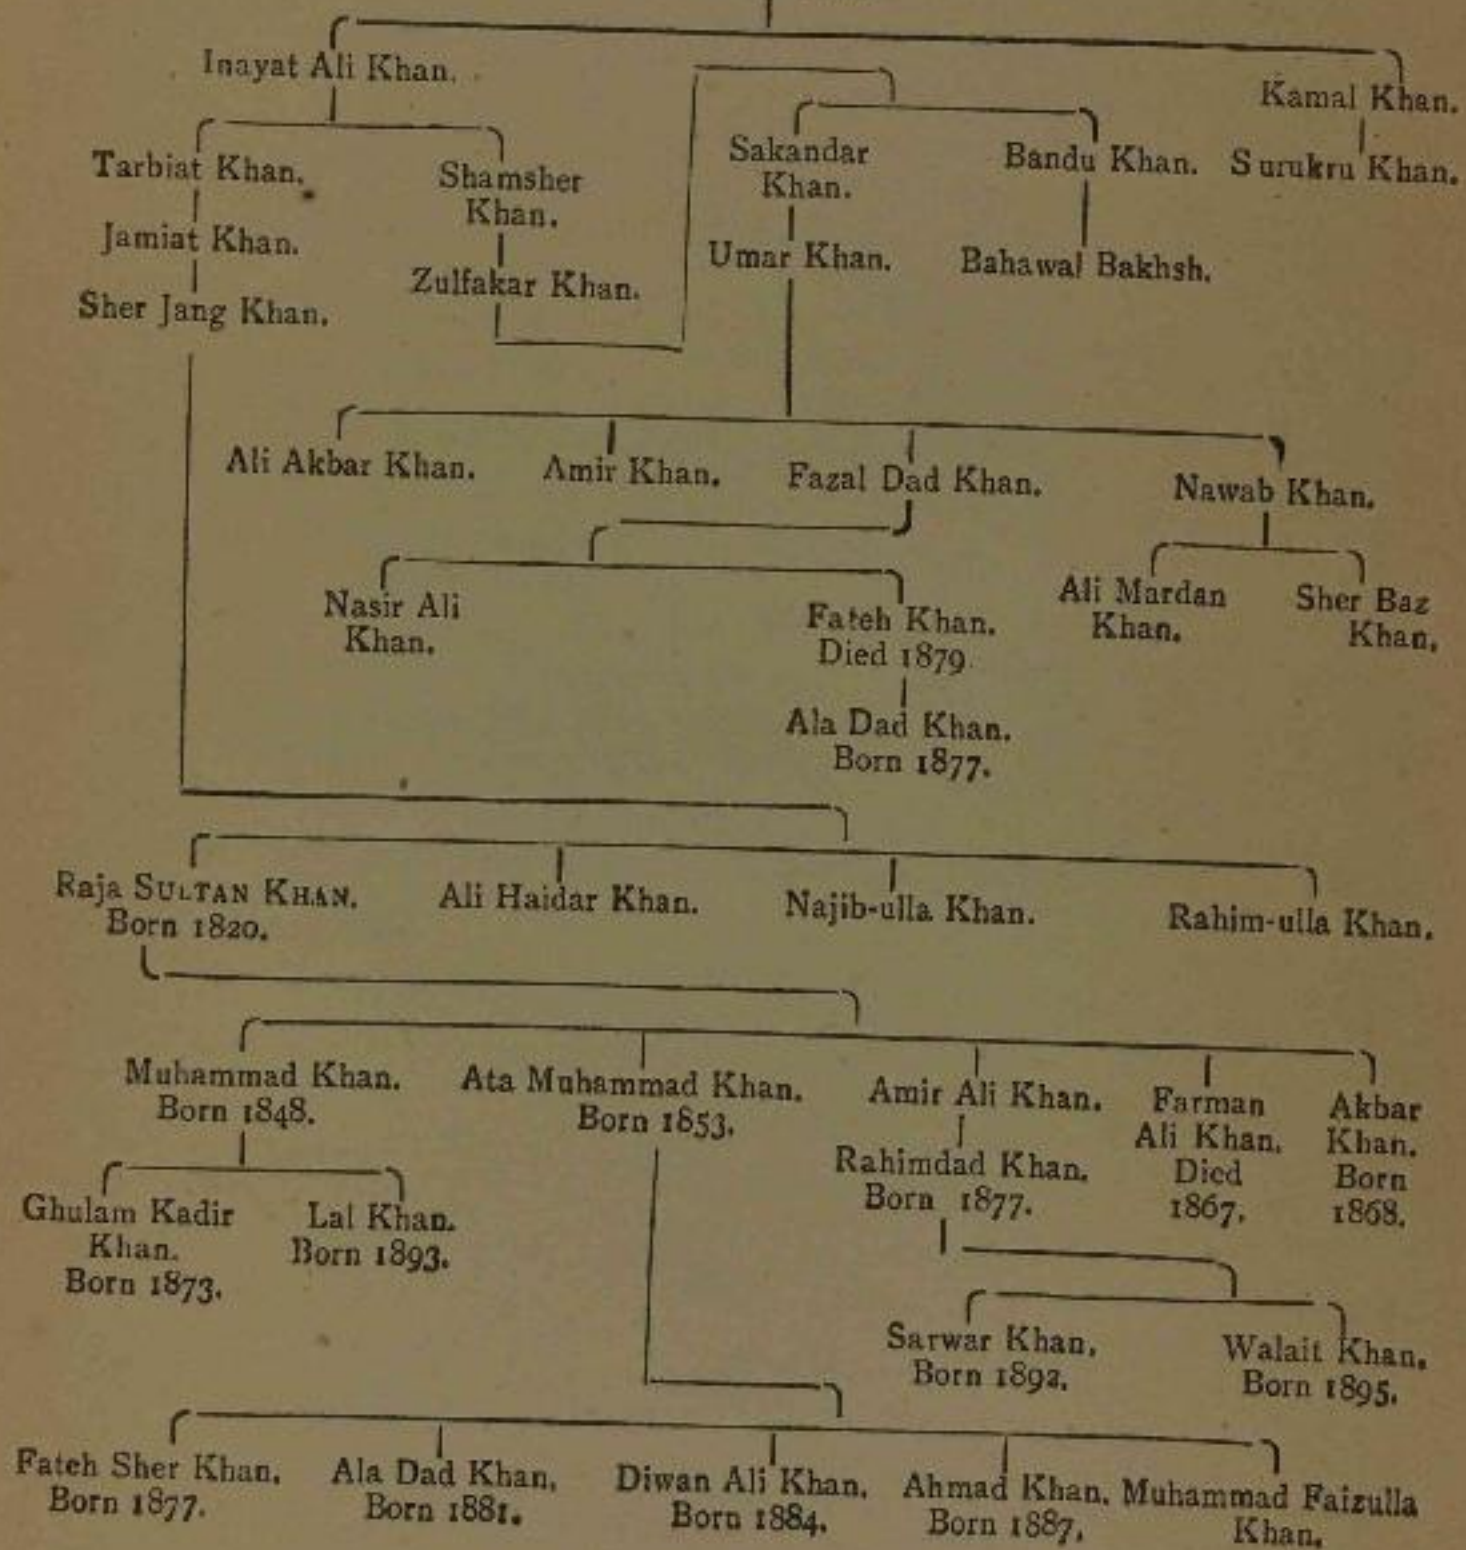 Inayat Ali Khan.
Kamal Khan.
Tarbiat Khan.
Shamsher
Khan.
Sakandar
Khan.
Bandu Khan.
Surukru Khan.
Jamiat Khan.
Zulfakar Khan.
Umar Khan.
Bahawal Bakhsh.
Sher Jang Khan.
Ali Akbar Khan.
Amir Khan.
Fazal Dad Khan.
Nawab Khan.
Nasir Ali
Khan.
Fateh Khan.
Died 1879.
Ali Mardan
Khan.
Sher Baz
Khan.
Ala Dad Khan.
Born 1877.
Raja SULTAN KHAN.
Born 1820.
Ali Haidar Khan.
Najib-ulla Khan.
Rahim-ulla Khan.
Muhammad Khan.
Born 1848.
Ata Muhammad Khan.
Born 1853.
Amir Ali Khan.
Farman
Ali Khan.
Died
1867.
Akbar
Khan.
Born
1868.
Rahimdad Khan.
Born 1877.
Ghulam Kadir
Khan.
Born 1873.
Lal Khan.
Born 1893.
Sarwar Khan.
Born 1892.
Walait Khan.
Born 1895.
Fateh Sher Khan.
Born 1877.
Ala Dad Khan.
Born 1881.
Diwan Ali Khan.
Born 1884.
Ahmad Khan.
Born 1887.
Muhammad Faizulla
Khan.